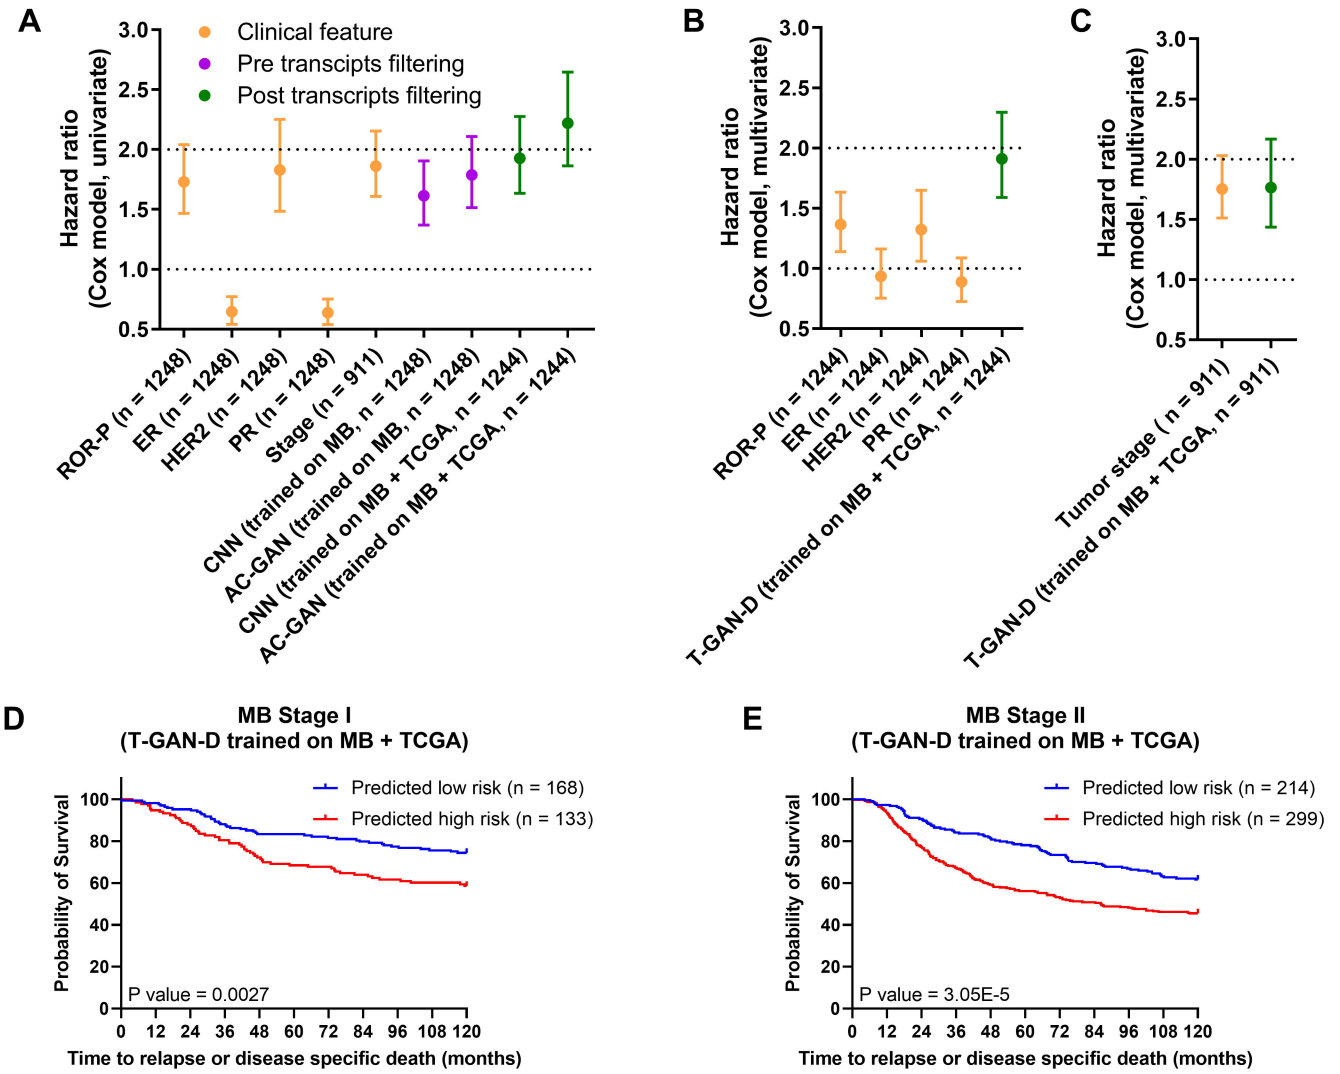 A
Hazard ratio
(Cox model, univariate)
3.0
2.5
2.0
1.5
1.0
0.5
Clinical feature
Pre transcipts filtering
Post transcripts filtering
ROR-P (n = 1248)
ER (n = 1248)
HER2 (n = 1248)
PR (n = 1248)
Stage (n = 911)
CNN (trained on MB, n = 1248)
AC-GAN (trained on MB, n = 1248)
CNN (trained on MB + TCGA, n = 1244)
AC-GAN (trained on MB + TCGA, n = 1244)
B
Hazard ratio
(Cox model, multivariate)
3.0
2.5
2.0
1.5
1.0
0.5
ROR-P (n = 1244)
ER (n = 1244)
HER2 (n = 1244)
PR (n = 1244)
T-GAN-D (trained on MB + TCGA, n = 1244)
C
Hazard ratio
(Cox model, multivariate)
3.0
2.5
2.0
1.5
1.0
0.5
Tumor stage ( n = 911)
T-GAN-D (trained on MB + TCGA, n = 911)
D
MB Stage I
(T-GAN-D trained on MB + TCGA)
Probability of Survival
100
80
60
40
20
0
Predicted low risk (n = 168)
Predicted high risk (n = 133)
P value = 0.0027
0 12 24 36 48 60 72 84 96 108 120
Time to relapse or disease specific death (months)
E
MB Stage II
(T-GAN-D trained on MB + TCGA)
Probability of Survival
100
80
60
40
20
0
Predicted low risk (n = 214)
Predicted high risk (n = 299)
P value = 3.05E-5
0 12 24 36 48 60 72 84 96 108 120
Time to relapse or disease specific death (months)